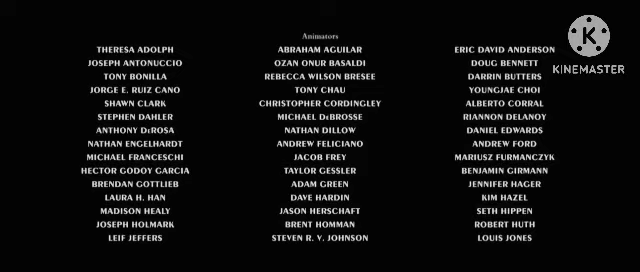 Animators
THERESA ADOLPH ABRAHAM AGUILAR ERIC DAVID ANDERSON
JOSEPH ANTONUCCIO OZAN ONUR BASALDI DOUG BENNETT
TONY BONILLA REBECCA WILSON BRESEE DARRIN BUTTERS
JORGE E. RUIZ CANO TONY CHAU YOUNGJAE CHOI
SHAWN CLARK CHRISTOPHER CORDINGLEY ALBERTO CORRAL
STEPHEN DAHLER MICHAEL DeBROSSE RIANNON DELANOY
ANTHONY DeROSA NATHAN DILLOW DANIEL EDWARDS
NATHAN ENGELHARDT ANDREW FELICIANO ANDREW FORD
MICHAEL FRANCESCHI JACOB FREY MARIUSZ FURMANCZYK
HECTOR GODOY GARCIA TAYLOR GESSLER BENJAMIN GIRMANN
BRENDAN GOTTLIEB ADAM GREEN JENNIFER HAGER
LAURA H. HAN DAVE HARDIN KIM HAZEL
MADISON HEALY JASON HERSCHAFT SETH HIPPEN
JOSEPH HOLMARK BRENT HOMMAN ROBERT HUTH
LEIF JEFFERS STEVEN R. V. JOHNSON LOUIS JONES
KINEMASTER